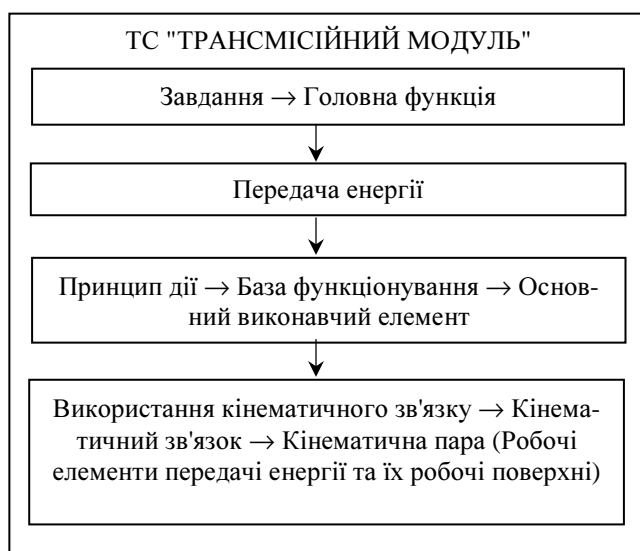 ТС "ТРАНСМІСІЙНИЙ МОДУЛЬ"
Завдання → Головна функція
Передача енергії
Принцип дії → База функціонування → Основ-
ний виконавчий елемент
Використання кінематичного зв'язку → Кінема-
тичний зв'язок → Кінематична пара (Робочі
елементи передачі енергії та їх робочі поверхні)